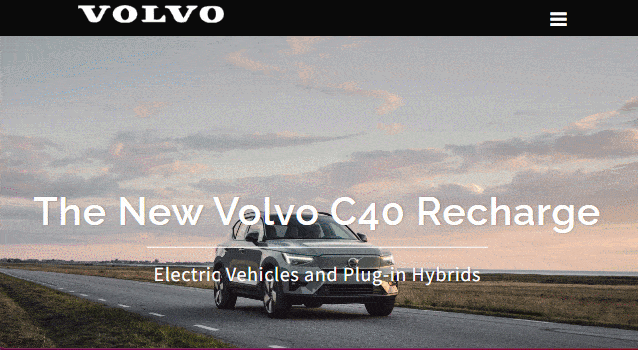 VOLVO
The New Volvo C40 Recharge
Electric Vehicles and Plug-in Hybrids